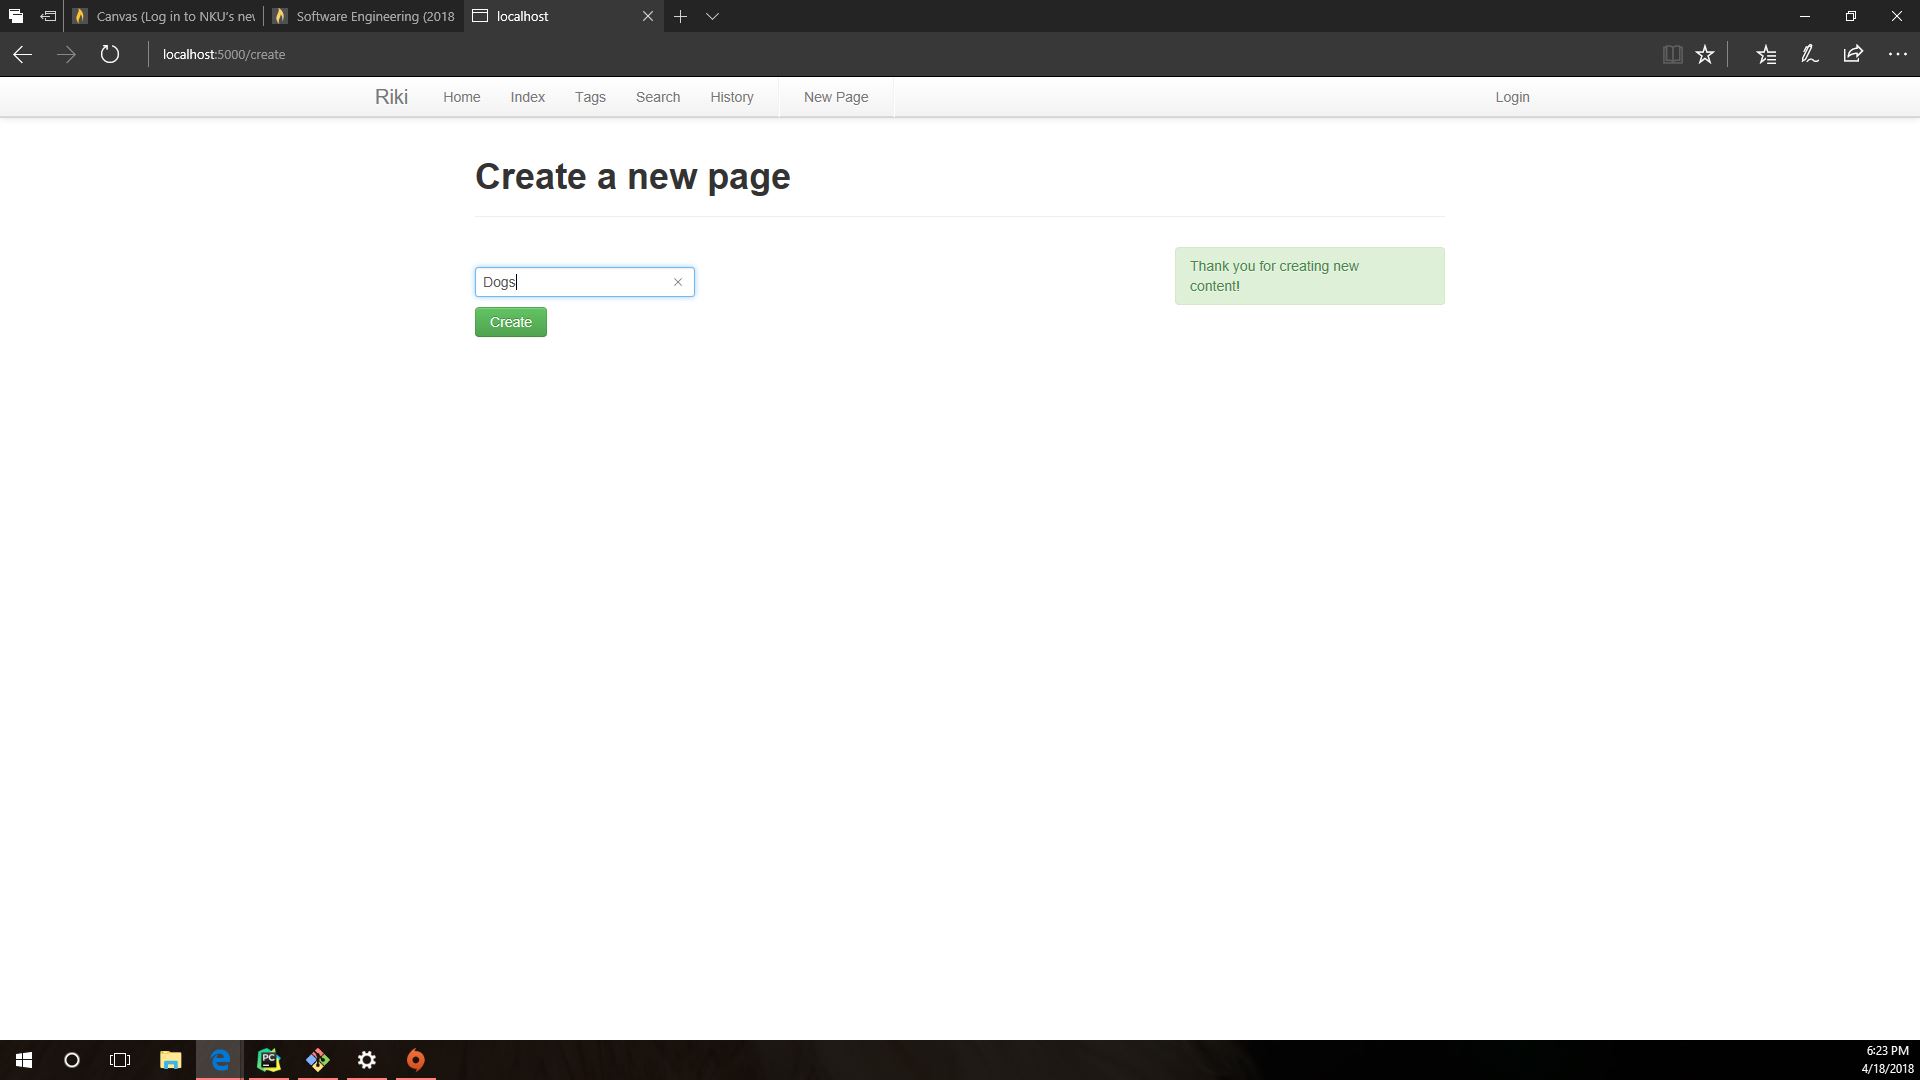 Canvas (Log in to NKU's nev
Software Engineering (2018
localhost
localhost:5000/create
Riki Home Index Tags Search History New Page Login
Create a new page
Dogs
Thank you for creating new
content!
Create
PC
6:23 PM
4/18/2018